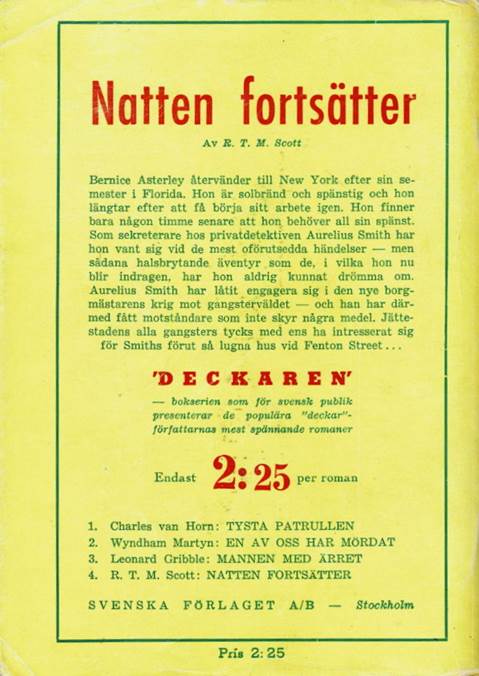 Natten fortsätter
Av R. T. M. Scott
Bernice Asterley återvänder till New York efter sin se-
mester i Florida. Hon är solbränd och spänstig och hon
längtar efter att få börja sitt arbete igen. Hon finner
bara någon timme senare att hon behöver all sin spänst.
Som sekreterare hos privatdetektiven Aurelius Smith har
hon vant sig vid de mest oförutsedda händelser — men
sådana halsbrytande äventyr som de, i vilka hon nu
blir indragen, har hon aldrig kunnat drömma om.
Aurelius Smith har låtit engagera sig i den nye borg-
mästarens krig mot gangsterväldet — och han har där-
med fått motståndare som inte skyr några medel. Jätte-
stadens alla gangsters tycks med ens ha intresserat sig
för Smiths förut så lugna hus vid Fenton Street . . .
'DECKAREN'
— bokserien som för svensk publik
presenterar de populära "deckar"-
författarnas mest spännande romaner
Endast 2:25 per roman
1. Charles van Horn: TYSTA PATRULLEN
2. Wyndham Martyn: EN AV OSS HAR MÖRDAT
3. Leonard Gribble: MANNEN MED ÄRRET
4. R. T. M. Scott: NATTEN FORTSÄTTER
SVENSKA FÖRLAGET A/B — Stockholm
Pris 2:25